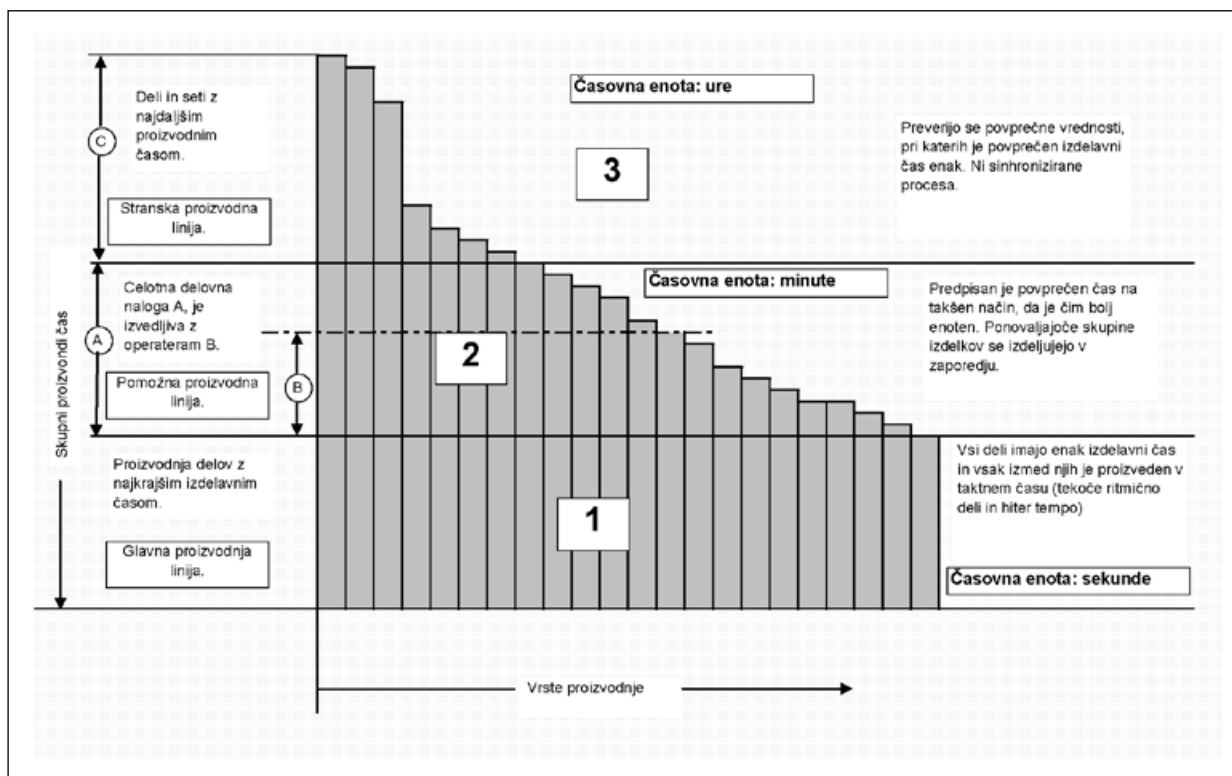 Časovna enota: ure
Deli in seti z
najdaljšim
proizvodnim
časom.
C
Stranska proizvodna
linija.
3
Preverijo se povprečne vrednosti,
pri katerih je povprečen izdelavni
čas enak. Ni sinhronizirane
procesa.
Skupni proizvondi čas
Časovna enota: minute
Celotna delovna
naloga A, je
izvedljiva z
operateram B.
A
Pomožna proizvodna
linija.
B
2
Predpisan je povprečen čas na
takšen način, da je čim bolj
enoten. Ponovaljajoče skupine
izdelkov se izdeljujejo v
zaporedju.
Proizvodnja delov z
najkrajšim izdelavnim
časom.
Glavna proizvodnja
linija.
1
Vsi deli imajo enak izdelavni čas
in vsak izmed njih je proizveden v
taktnem času (tekoče ritmično
deli in hiter tempo)
Časovna enota: sekunde
Vrste proizvodnje